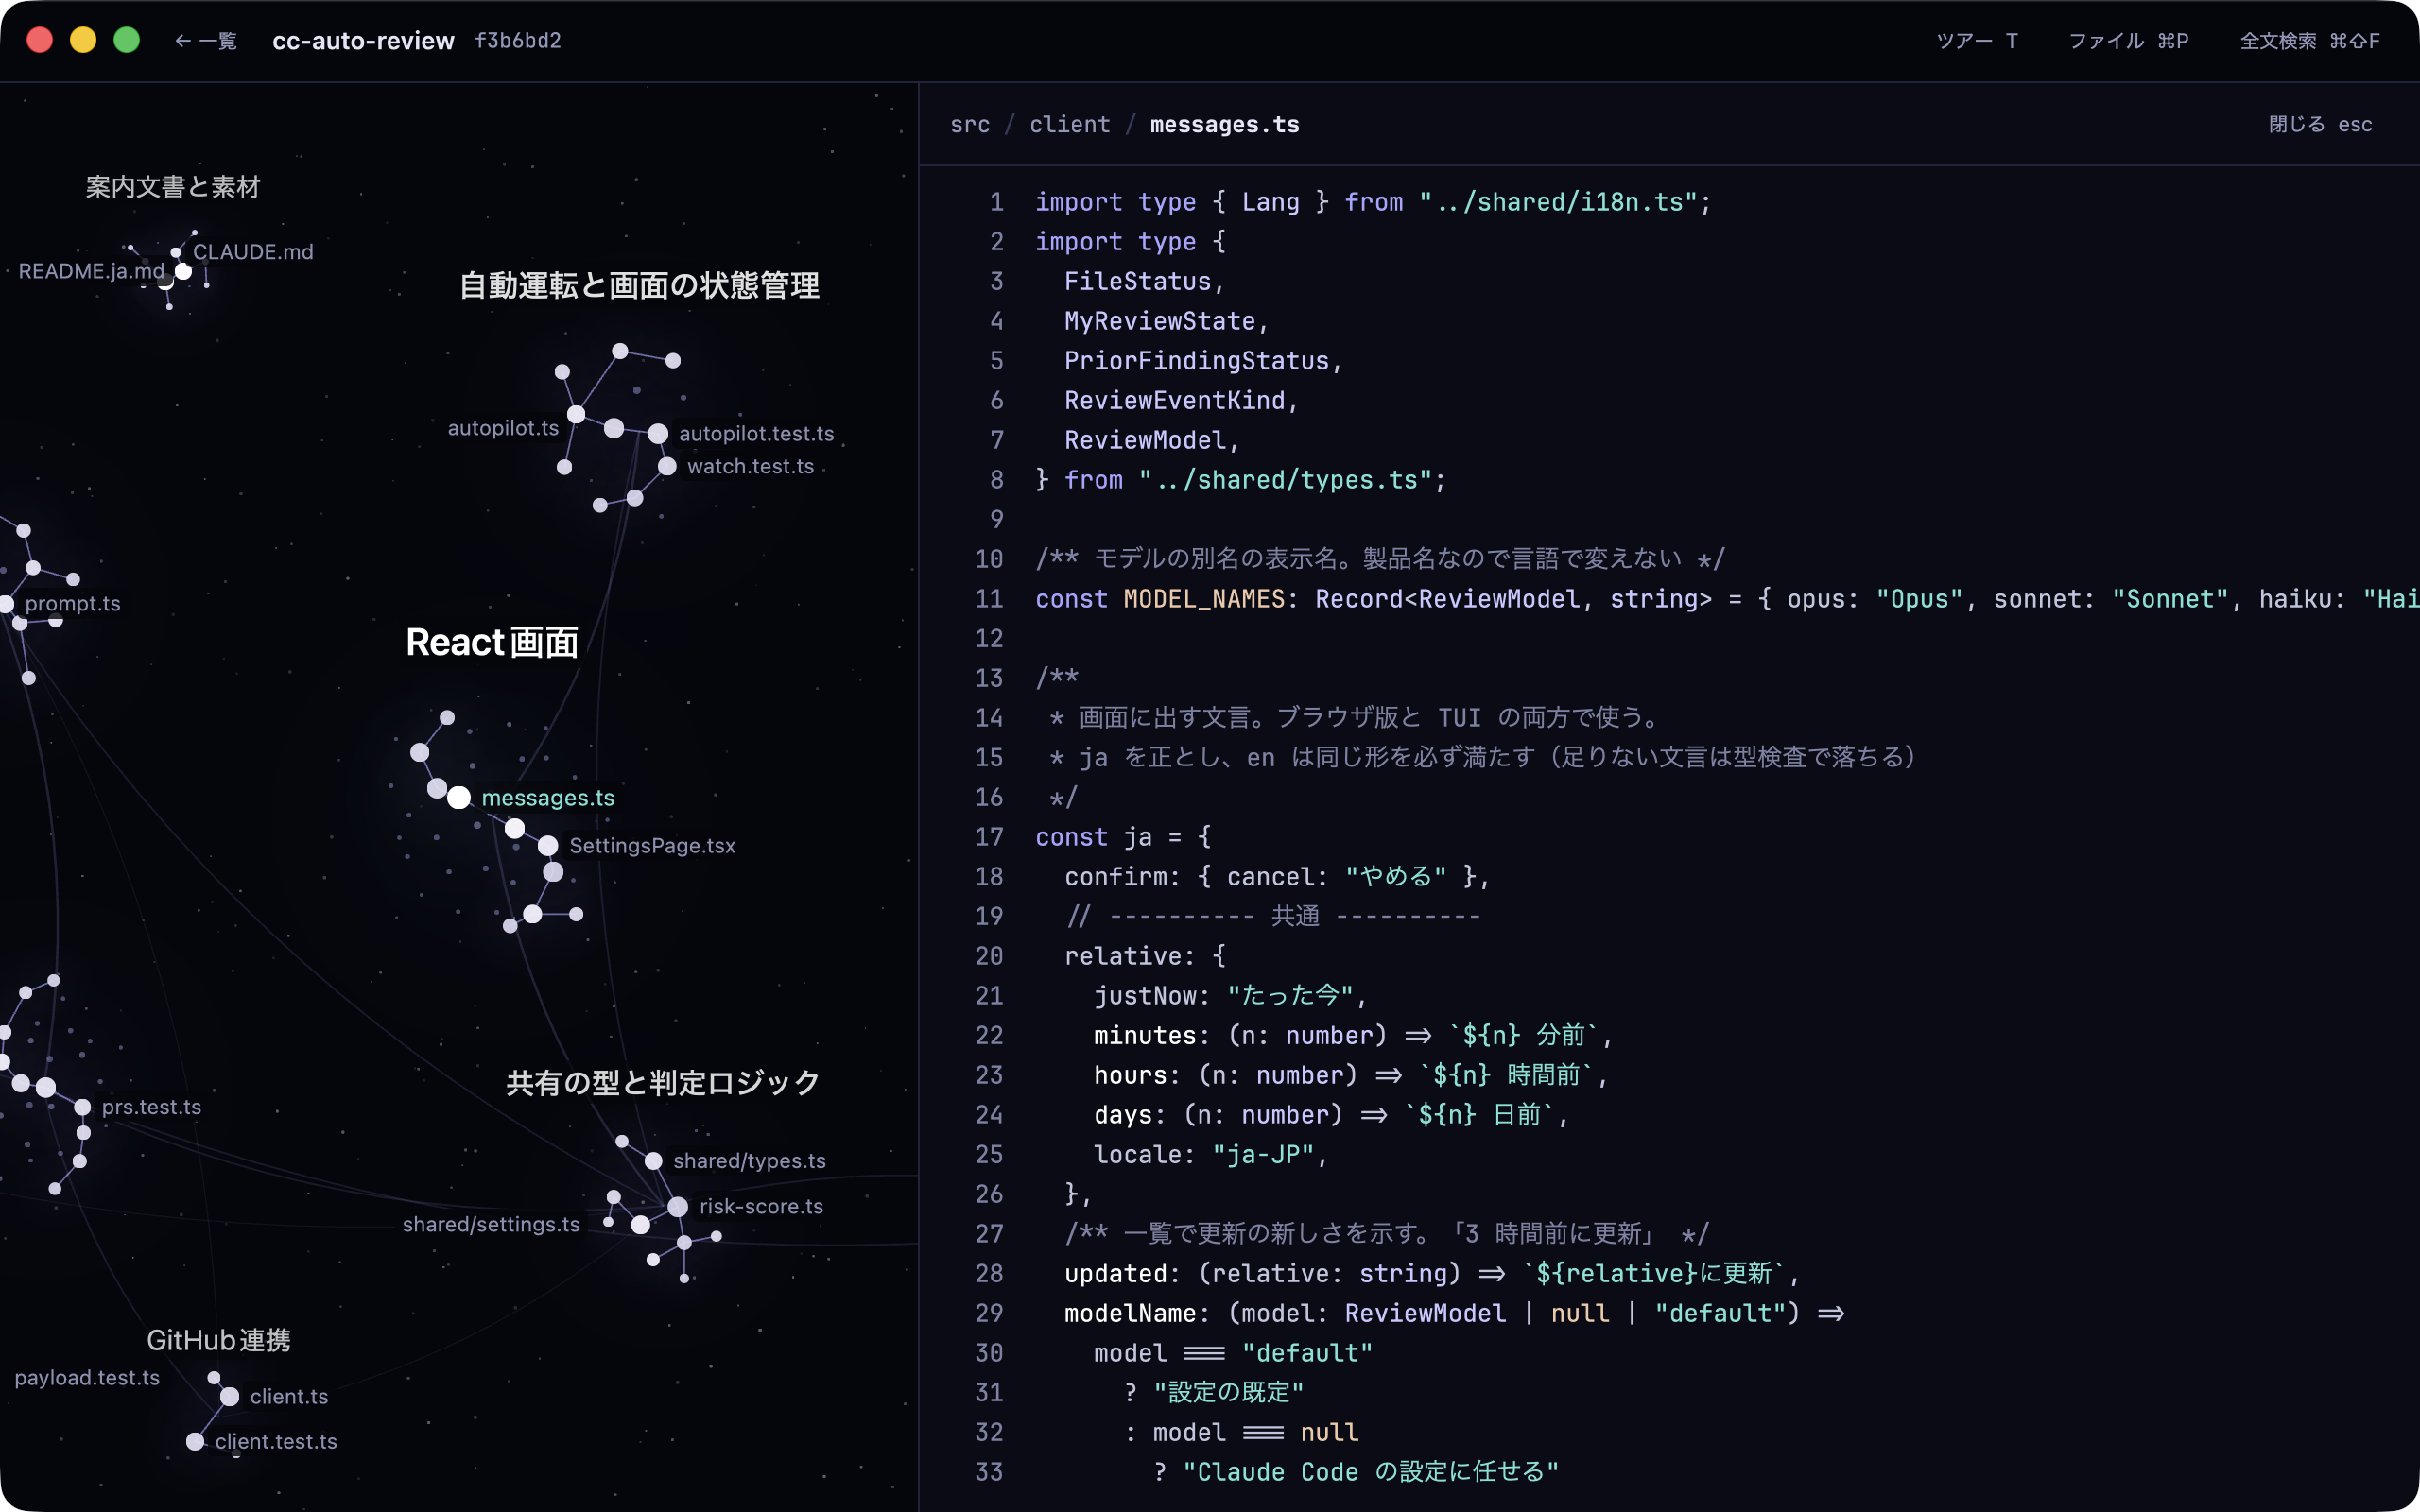 ← 一覧 cc-auto-review f3b6bd2
ツアー T ファイル ⌘P 全文検索 ⌘⇧F
案内文書と素材
CLAUDE.md
README.ja.md
自動運転と画面の状態管理
autopilot.ts
autopilot.test.ts
watch.test.ts
prompt.ts
React画面
messages.ts
SettingsPage.tsx
共有の型と判定ロジック
prs.test.ts
shared/types.ts
risk-score.ts
shared/settings.ts
GitHub連携
payload.test.ts
client.ts
client.test.ts
src / client / messages.ts
閉じる esc
1 import type { Lang } from "../shared/i18n.ts";
2 import type {
3   FileStatus,
4   MyReviewState,
5   PriorFindingStatus,
6   ReviewEventKind,
7   ReviewModel,
8 } from "../shared/types.ts";
9
10 /** モデルの別名の表示名。製品名なので言語で変えない */
11 const MODEL_NAMES: Record<ReviewModel, string> = { opus: "Opus", sonnet: "Sonnet", haiku: "Hai
12
13 /**
14  * 画面に出す文言。ブラウザ版と TUI の両方で使う。
15  * ja を正とし、en は同じ形を必ず満たす（足りない文言は型検査で落ちる）
16  */
17 const ja = {
18   confirm: { cancel: "やめる" },
19   // ---------- 共通 ----------
20   relative: {
21     justNow: "たった今",
22     minutes: (n: number) => `${n} 分前`,
23     hours: (n: number) => `${n} 時間前`,
24     days: (n: number) => `${n} 日前`,
25     locale: "ja-JP",
26   },
27   /** 一覧で更新の新しさを示す。「3 時間前に更新」 */
28   updated: (relative: string) => `${relative}に更新`,
29   modelName: (model: ReviewModel | null | "default") =>
30     model === "default"
31       ? "設定の既定"
32       : model === null
33         ? "Claude Code の設定に任せる"